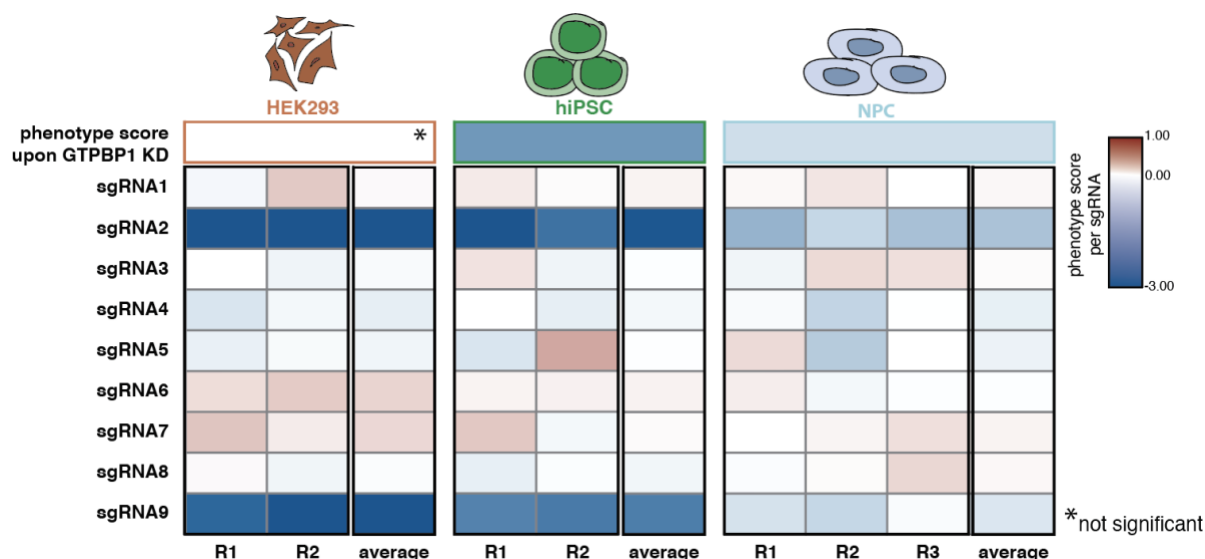 HEK293
hiPSC
NPC
phenotype score
upon GTPBP1 KD
*
sgRNA1
sgRNA2
sgRNA3
sgRNA4
sgRNA5
sgRNA6
sgRNA7
sgRNA8
sgRNA9
R1 R2 average
R1 R2 average
R1 R2 R3 average
phenotype score
per sgRNA
1.00
0.00
-3.00
*not significant